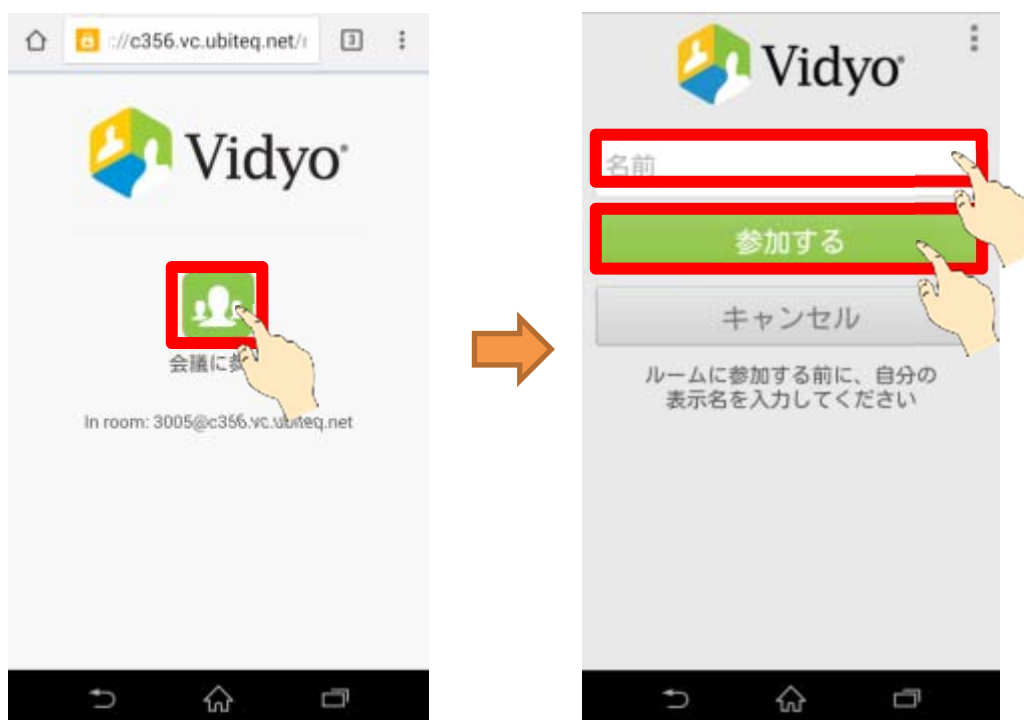 ://c356.vc.ubiteq.net/r
3
Vidyo
会議に参
In room: 3005@c356.vc.ubiteq.net
Vidyo
名前
参加する
キャンセル
ルームに参加する前に、自分の
表示名を入力してください